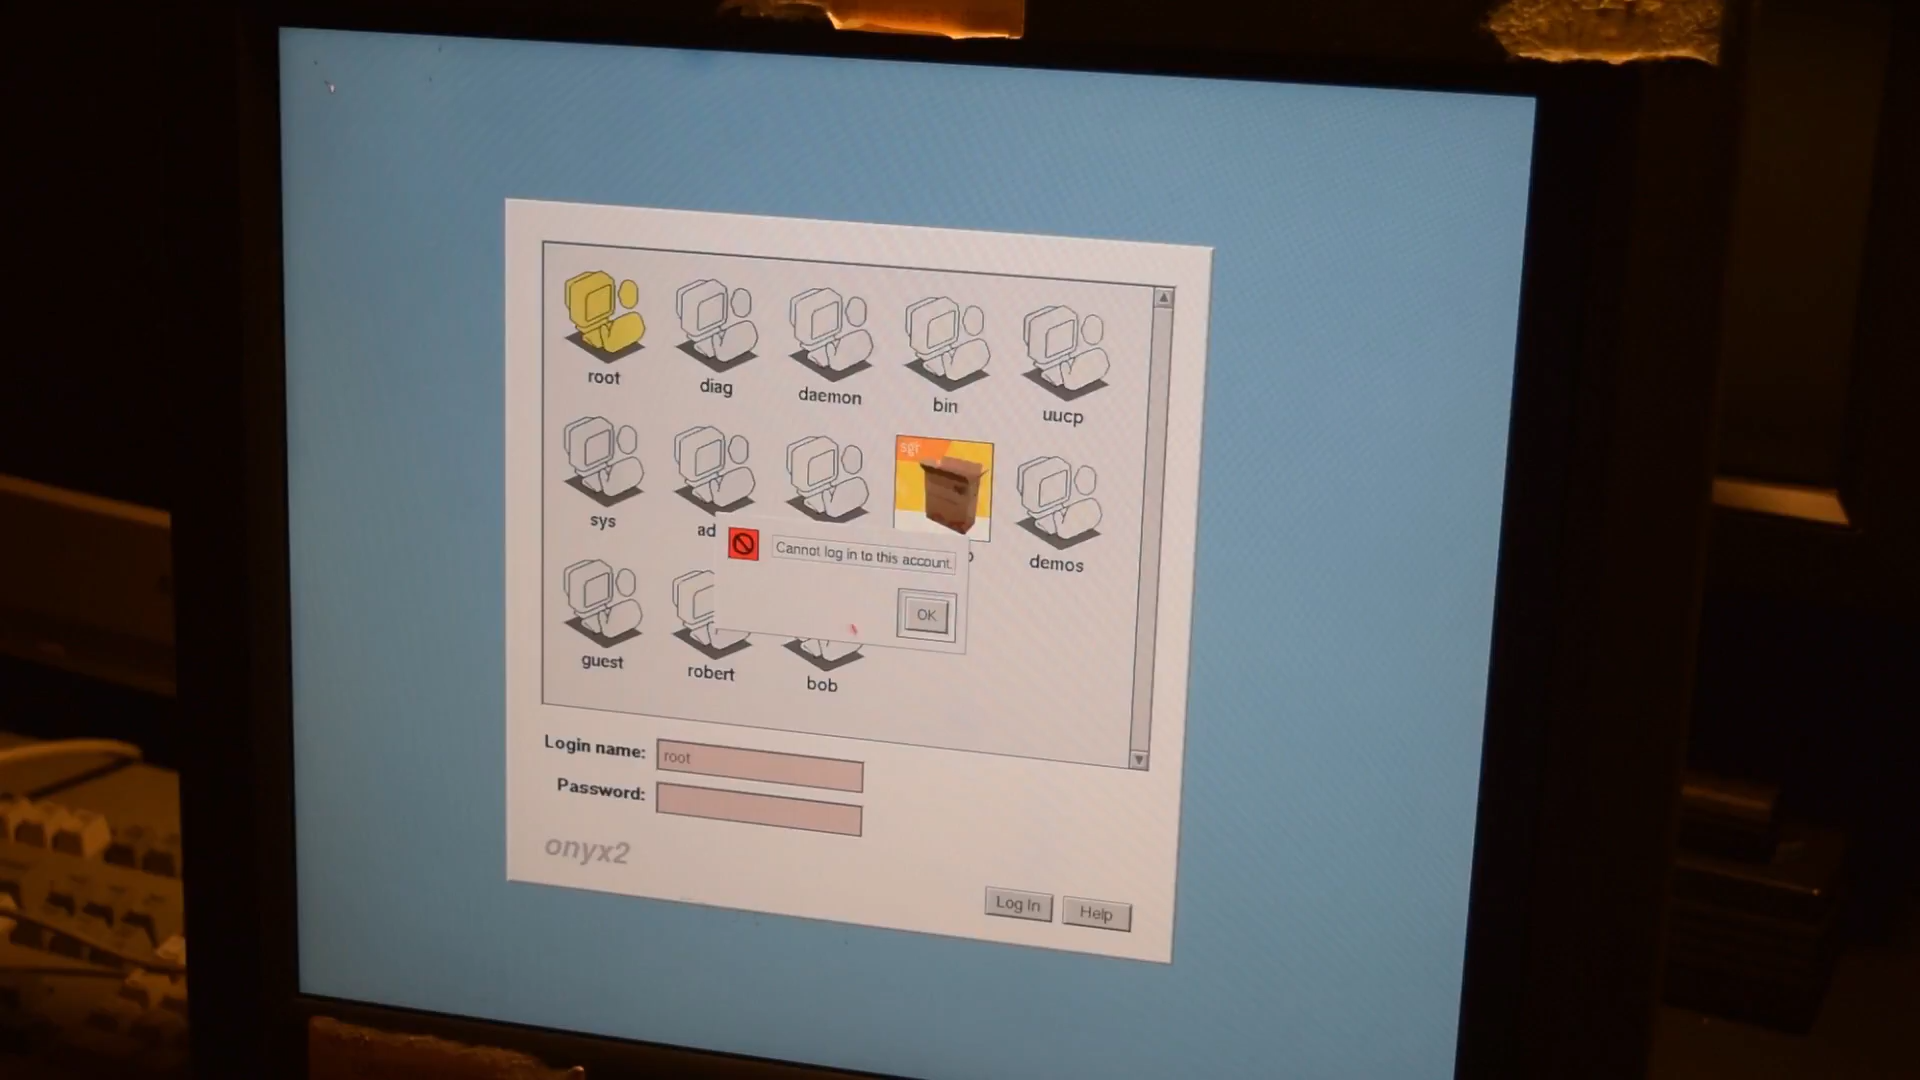 root
diag
daemon
bin
uucp
sgi
sys
ad
demos
Cannot log in to this account.
OK
guest
robert
bob
Login name:
root
Password:
onyx2
Log In
Help